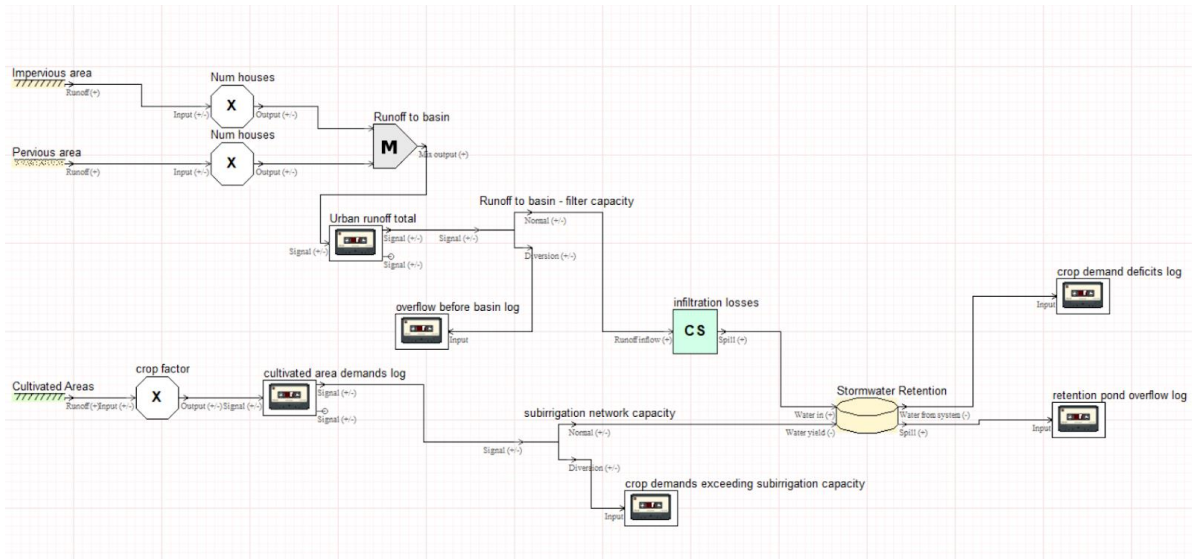 Impervious area
Runoff (+)
Num houses
X
Input (+/-)
Output (+/-)
Num houses
X
Input (+/-)
Output (+/-)
Pervious area
Runoff (+)
Runoff to basin
M
Mix output (+)
Urban runoff total
Signal (+/-)
Signal (+/-)
Signal (+/-)
Runoff to basin - filter capacity
Signal (+/-)
Normal (+/-)
Diversion (+/-)
overflow before basin log
Input
infiltration losses
CS
Runoff inflow (+)
Spill (+)
crop demand deficits log
Input
Cultivated Areas
Runoff (+)
crop factor
X
Input (+/-)
Output (+/-)
cultivated area demands log
Signal (+/-)
Signal (+/-)
Signal (+/-)
subirrigation network capacity
Signal (+/-)
Normal (+/-)
Diversion (+/-)
Stormwater Retention
Water in (+)
Water from system (-)
Water yield (-)
Spill (+)
retention pond overflow log
Input
crop demands exceeding subirrigation capacity
Input